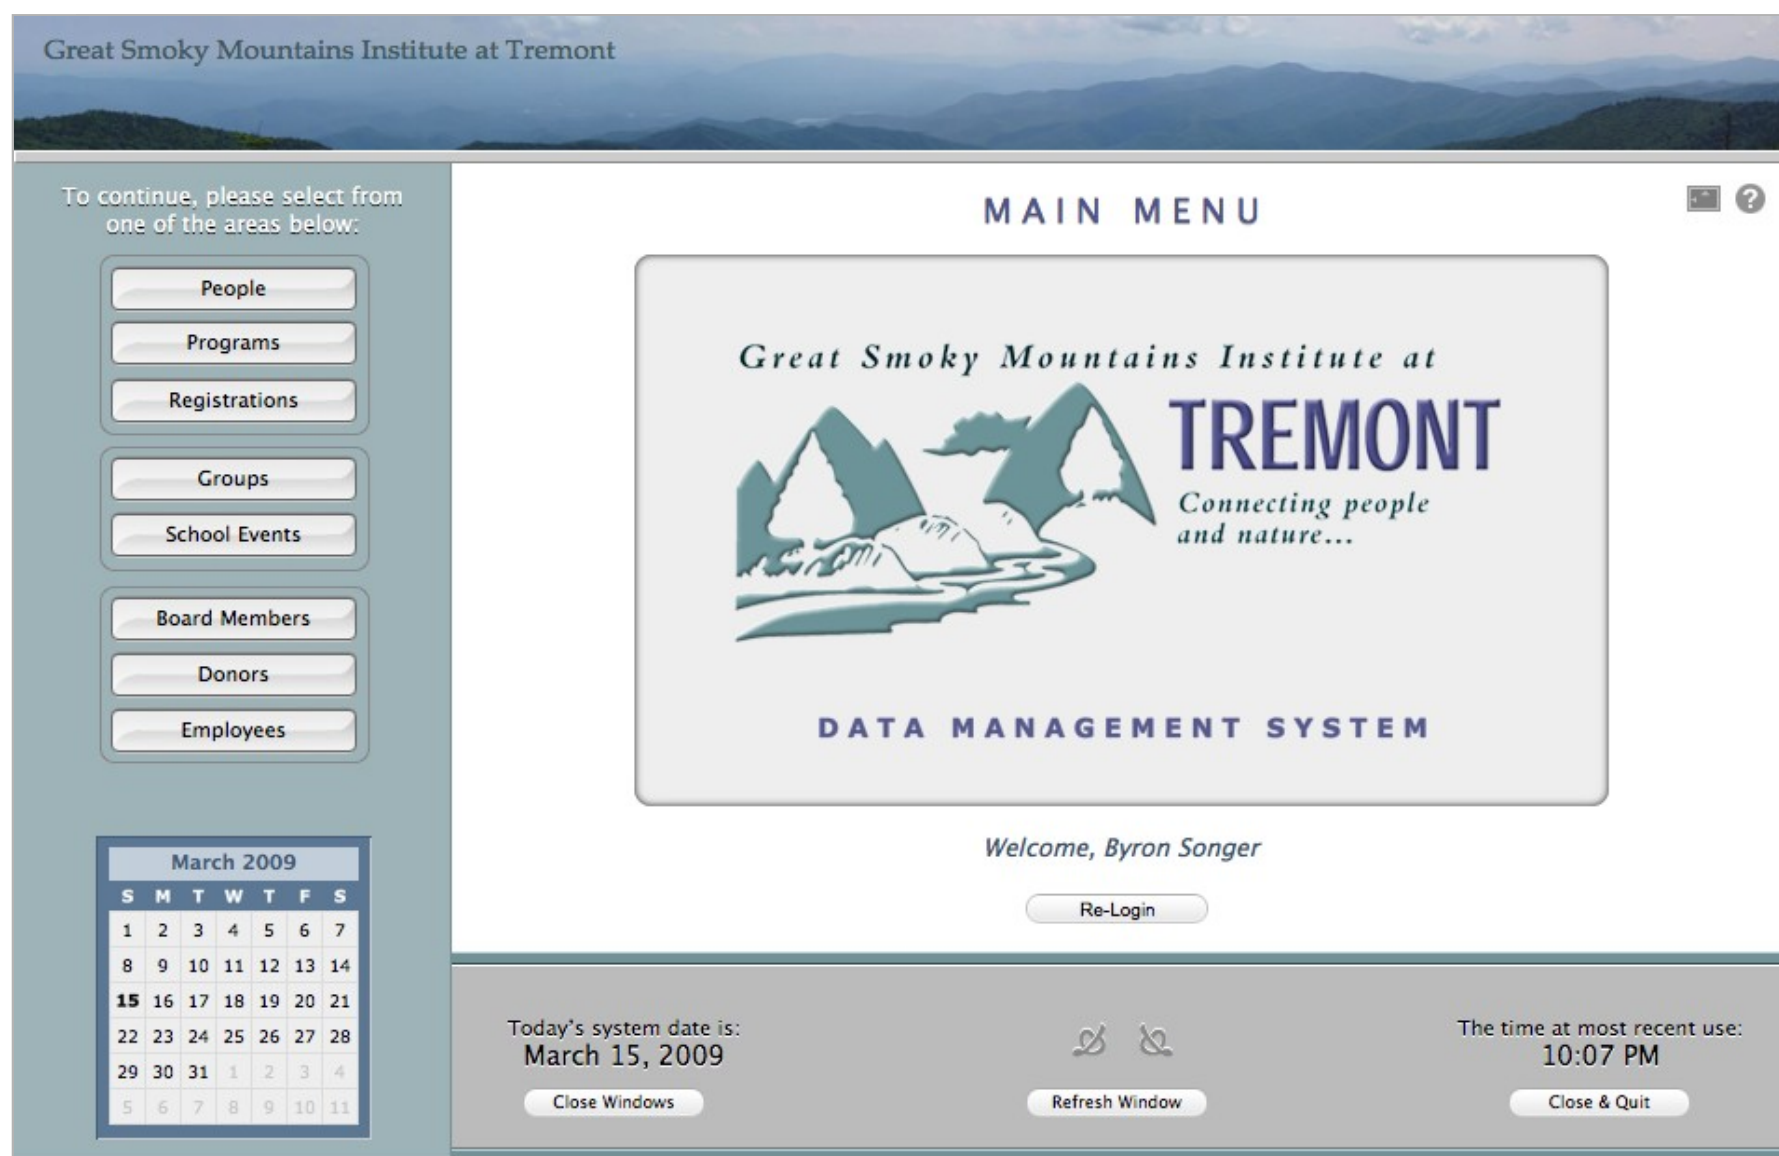 Great Smoky Mountains Institute at Tremont
To continue, please select from
one of the areas below:
People
Programs
Registrations
Groups
School Events
Board Members
Donors
Employees
March 2009
S M T W T F S
1 2 3 4 5 6 7
8 9 10 11 12 13 14
15 16 17 18 19 20 21
22 23 24 25 26 27 28
29 30 31 1 2 3 4
5 6 7 8 9 10 11
MAIN MENU
?
Great Smoky Mountains Institute at
TREMONT
Connecting people
and nature...
DATA MANAGEMENT SYSTEM
Welcome, Byron Songer
Re-Login
Today's system date is:
March 15, 2009
Close Windows
Refresh Window
The time at most recent use:
10:07 PM
Close & Quit